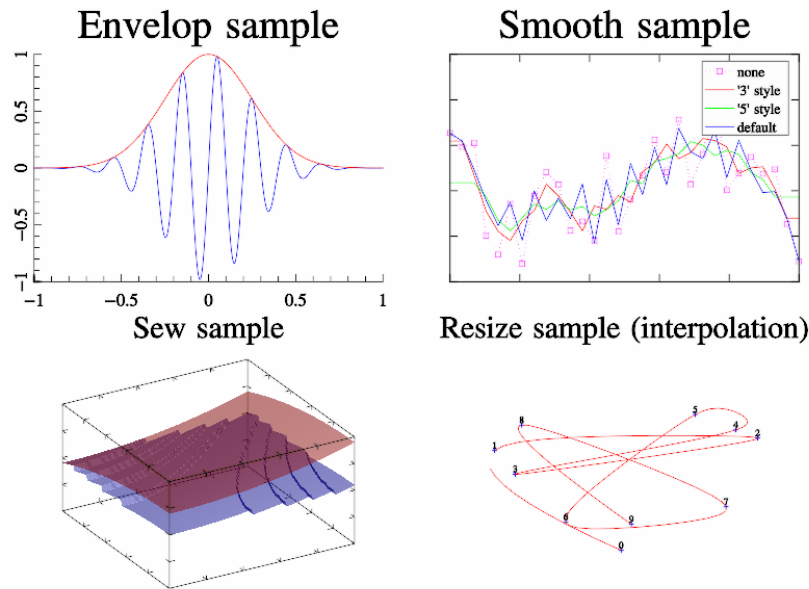 Envelop sample
Smooth sample
1
0.5
0
−0.5
−1
−1
−0.5
0
0.5
1
none
'3' style
'5' style
default
Sew sample
Resize sample (interpolation)
5
8
4
2
1
3
7
6
9
0